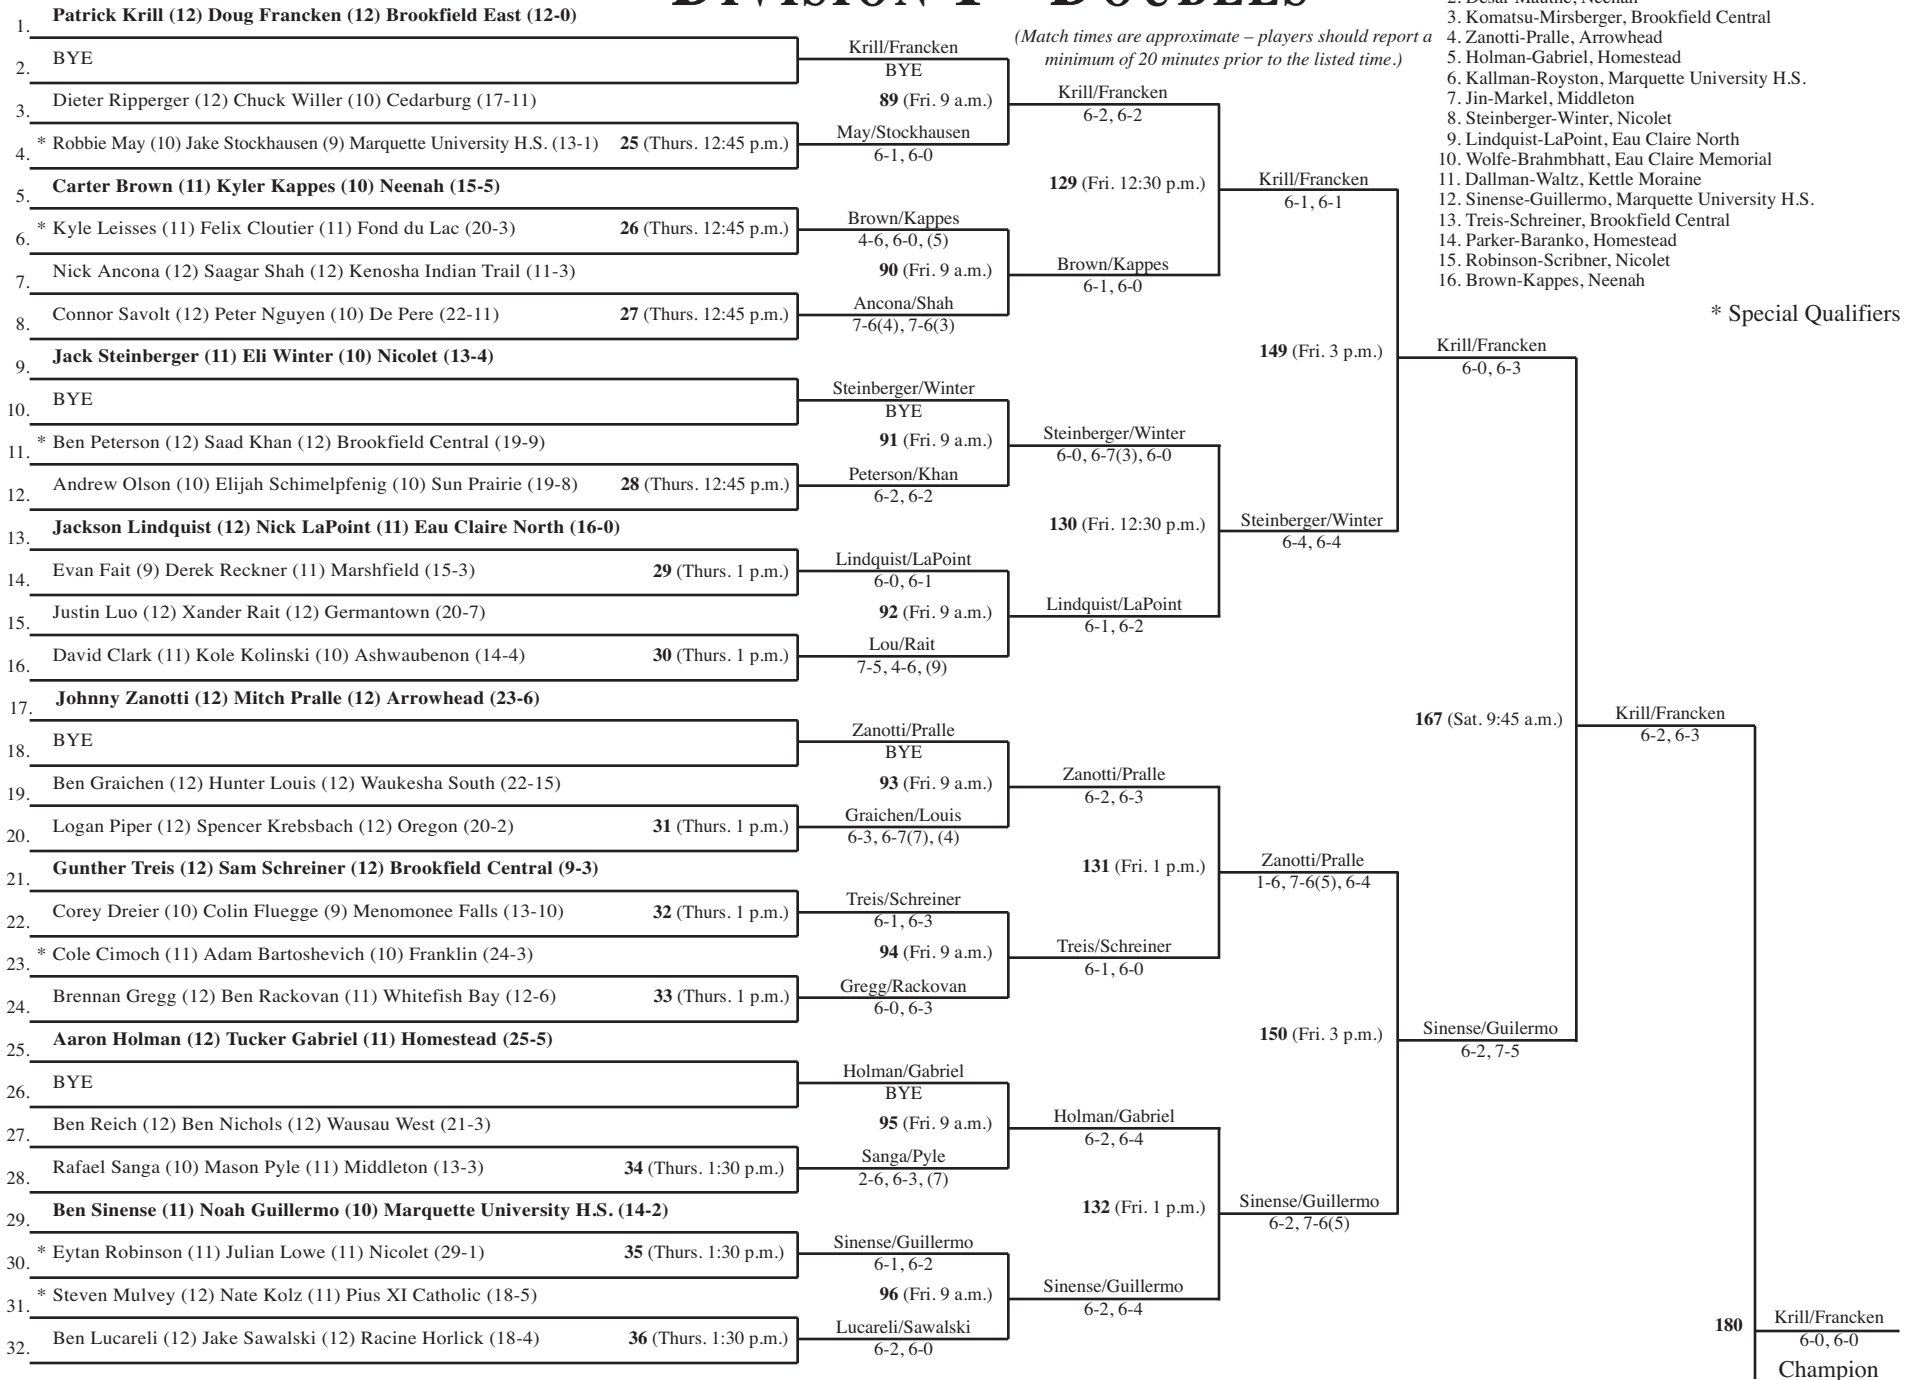 DIVISION 1 – DOUBLES
(Match times are approximate – players should report a
minimum of 20 minutes prior to the listed time.)
3. Komatsu-Mirsberger, Brookfield Central
4. Zanotti-Pralle, Arrowhead
5. Holman-Gabriel, Homestead
6. Kallman-Royston, Marquette University H.S.
7. Jin-Markel, Middleton
8. Steinberger-Winter, Nicolet
9. Lindquist-LaPoint, Eau Claire North
10. Wolfe-Brahmbhatt, Eau Claire Memorial
11. Dallman-Waltz, Kettle Moraine
12. Sinense-Guillermo, Marquette University H.S.
13. Treis-Schreiner, Brookfield Central
14. Parker-Baranko, Homestead
15. Robinson-Scribner, Nicolet
16. Brown-Kappes, Neenah
* Special Qualifiers
1. Patrick Krill (12) Doug Francken (12) Brookfield East (12-0)
2. BYE
3. Dieter Ripperger (12) Chuck Willer (10) Cedarburg (17-11)
4. * Robbie May (10) Jake Stockhausen (9) Marquette University H.S. (13-1) 25 (Thurs. 12:45 p.m.)
5. Carter Brown (11) Kyler Kappes (10) Neenah (15-5)
6. * Kyle Leisses (11) Felix Cloutier (11) Fond du Lac (20-3) 26 (Thurs. 12:45 p.m.)
7. Nick Ancona (12) Saagar Shah (12) Kenosha Indian Trail (11-3)
8. Connor Savolt (12) Peter Nguyen (10) De Pere (22-11) 27 (Thurs. 12:45 p.m.)
9. Jack Steinberger (11) Eli Winter (10) Nicolet (13-4)
10. BYE
11. * Ben Peterson (12) Saad Khan (12) Brookfield Central (19-9)
12. Andrew Olson (10) Elijah Schimelpfenig (10) Sun Prairie (19-8) 28 (Thurs. 12:45 p.m.)
13. Jackson Lindquist (12) Nick LaPoint (11) Eau Claire North (16-0)
14. Evan Fait (9) Derek Reckner (11) Marshfield (15-3) 29 (Thurs. 1 p.m.)
15. Justin Luo (12) Xander Rait (12) Germantown (20-7)
16. David Clark (11) Kole Kolinski (10) Ashwaubenon (14-4) 30 (Thurs. 1 p.m.)
17. Johnny Zanotti (12) Mitch Pralle (12) Arrowhead (23-6)
18. BYE
19. Ben Graichen (12) Hunter Louis (12) Waukesha South (22-15)
20. Logan Piper (12) Spencer Krebsbach (12) Oregon (20-2) 31 (Thurs. 1 p.m.)
21. Gunther Treis (12) Sam Schreiner (12) Brookfield Central (9-3)
22. Corey Dreier (10) Colin Fluegge (9) Menomonee Falls (13-10) 32 (Thurs. 1 p.m.)
23. * Cole Cimoch (11) Adam Bartoshevich (10) Franklin (24-3)
24. Brennan Gregg (12) Ben Rackovan (11) Whitefish Bay (12-6) 33 (Thurs. 1 p.m.)
25. Aaron Holman (12) Tucker Gabriel (11) Homestead (25-5)
26. BYE
27. Ben Reich (12) Ben Nichols (12) Wausau West (21-3)
28. Rafael Sanga (10) Mason Pyle (11) Middleton (13-3) 34 (Thurs. 1:30 p.m.)
29. Ben Sinense (11) Noah Guillermo (10) Marquette University H.S. (14-2)
30. * Eytan Robinson (11) Julian Lowe (11) Nicolet (29-1) 35 (Thurs. 1:30 p.m.)
31. * Steven Mulvey (12) Nate Kolz (11) Pius XI Catholic (18-5)
32. Ben Lucareli (12) Jake Sawalski (12) Racine Horlick (18-4) 36 (Thurs. 1:30 p.m.)
Krill/Francken
BYE
89 (Fri. 9 a.m.)
May/Stockhausen
6-1, 6-0
Brown/Kappes
4-6, 6-0, (5)
90 (Fri. 9 a.m.)
Ancona/Shah
7-6(4), 7-6(3)
Steinberger/Winter
BYE
91 (Fri. 9 a.m.)
Peterson/Khan
6-2, 6-2
Lindquist/LaPoint
6-0, 6-1
92 (Fri. 9 a.m.)
Lou/Rait
7-5, 4-6, (9)
Zanotti/Pralle
BYE
93 (Fri. 9 a.m.)
Graichen/Louis
6-3, 6-7(7), (4)
Treis/Schreiner
6-1, 6-3
94 (Fri. 9 a.m.)
Gregg/Rackovan
6-0, 6-3
Holman/Gabriel
BYE
95 (Fri. 9 a.m.)
Sanga/Pyle
2-6, 6-3, (7)
Sinense/Guillermo
6-1, 6-2
96 (Fri. 9 a.m.)
Lucareli/Sawalski
6-2, 6-0
Krill/Francken
6-2, 6-2
129 (Fri. 12:30 p.m.)
Brown/Kappes
6-1, 6-0
Steinberger/Winter
6-0, 6-7(3), 6-0
130 (Fri. 12:30 p.m.)
Lindquist/LaPoint
6-1, 6-2
Zanotti/Pralle
6-2, 6-3
131 (Fri. 1 p.m.)
Treis/Schreiner
6-1, 6-0
Holman/Gabriel
6-2, 6-4
132 (Fri. 1 p.m.)
Sinense/Guillermo
6-2, 6-4
Krill/Francken
6-1, 6-1
149 (Fri. 3 p.m.)
Steinberger/Winter
6-4, 6-4
Zanotti/Pralle
1-6, 7-6(5), 6-4
150 (Fri. 3 p.m.)
Sinense/Guillermo
6-2, 7-6(5)
Krill/Francken
6-0, 6-3
167 (Sat. 9:45 a.m.)
Sinense/Guilermo
6-2, 7-5
Krill/Francken
6-2, 6-3
180
Krill/Francken
6-0, 6-0
Champion